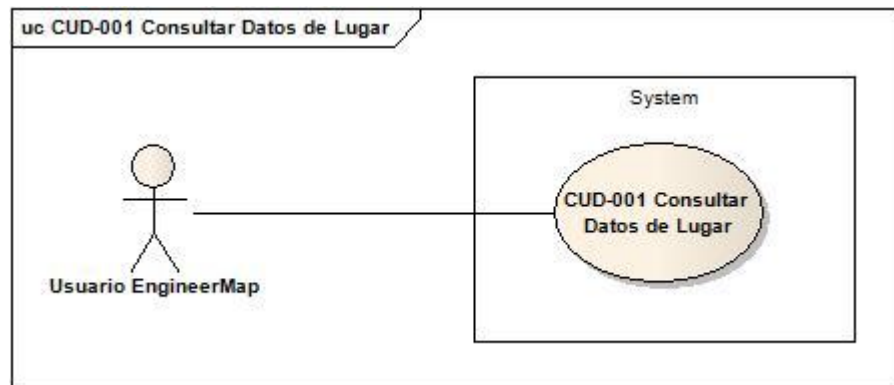 uc CUD-001 Consultar Datos de Lugar
System
CUD-001 Consultar
Datos de Lugar
Usuario EngineerMap